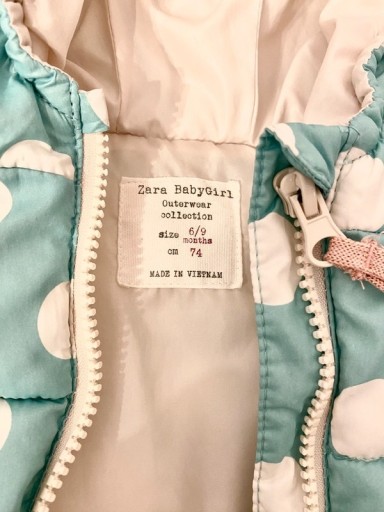 Zara BabyGirl
Outerwear
collection
size 6/9
months
cm 74
MADE IN VIETNAM